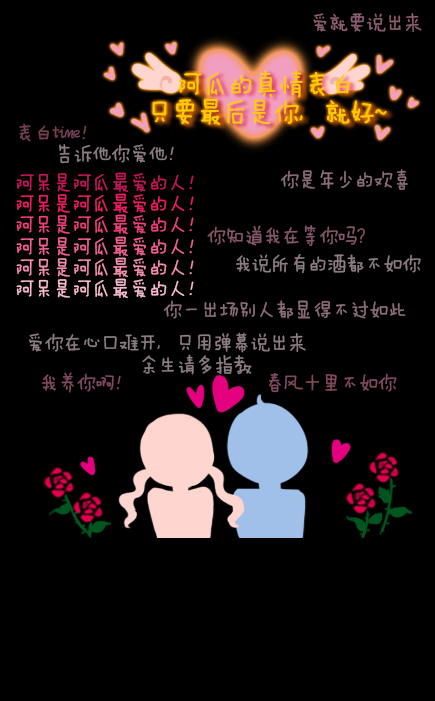 爱就要说出来
阿瓜的真情表白
只要最后是你, 就好~
表白time!
告诉他你爱他!
阿呆是阿瓜最爱的人!
你是年少的欢喜
阿呆是阿瓜最爱的人!
阿呆是阿瓜最爱的人!
你知道我在等你吗?
阿呆是阿瓜最爱的人!
我说所有的酒都不如你
阿呆是阿瓜最爱的人!
阿呆是阿瓜最爱的人!
你一出场别人都显得不过如此
爱你在心口难开, 只用弹幕说出来
余生请多指教
我养你啊!
春风十里不如你